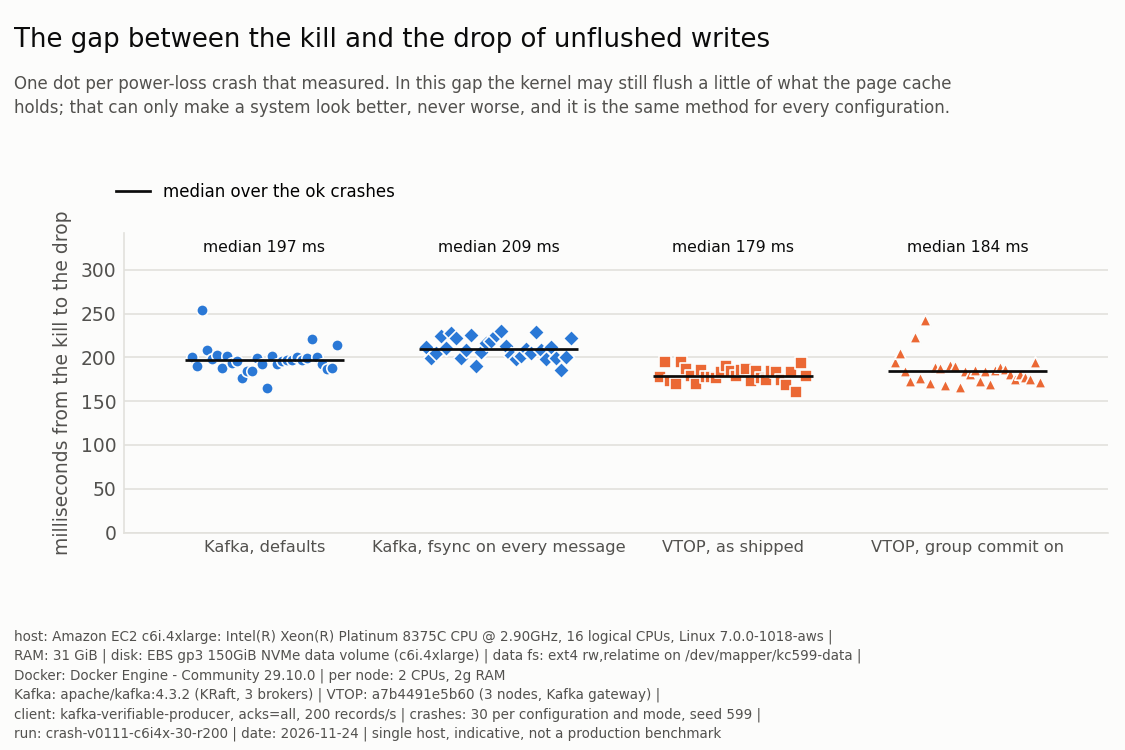 The gap between the kill and the drop of unflushed writes
One dot per power-loss crash that measured. In this gap the kernel may still flush a little of what the page cache
holds; that can only make a system look better, never worse, and it is the same method for every configuration.
median over the ok crashes
milliseconds from the kill to the drop
median 197 ms
median 209 ms
median 179 ms
median 184 ms
300
250
200
150
100
50
0
Kafka, defaults
Kafka, fsync on every message
VTOP, as shipped
VTOP, group commit on
host: Amazon EC2 c6i.4xlarge: Intel(R) Xeon(R) Platinum 8375C CPU @ 2.90GHz, 16 logical CPUs, Linux 7.0.0-1018-aws |
RAM: 31 GiB | disk: EBS gp3 150GiB NVMe data volume (c6i.4xlarge) | data fs: ext4 rw,relatime on /dev/mapper/kc599-data |
Docker: Docker Engine - Community 29.10.0 | per node: 2 CPUs, 2g RAM
Kafka: apache/kafka:4.3.2 (KRaft, 3 brokers) | VTOP: a7b4491e5b60 (3 nodes, Kafka gateway) |
client: kafka-verifiable-producer, acks=all, 200 records/s | crashes: 30 per configuration and mode, seed 599 |
run: crash-v0111-c6i4x-30-r200 | date: 2026-11-24 | single host, indicative, not a production benchmark